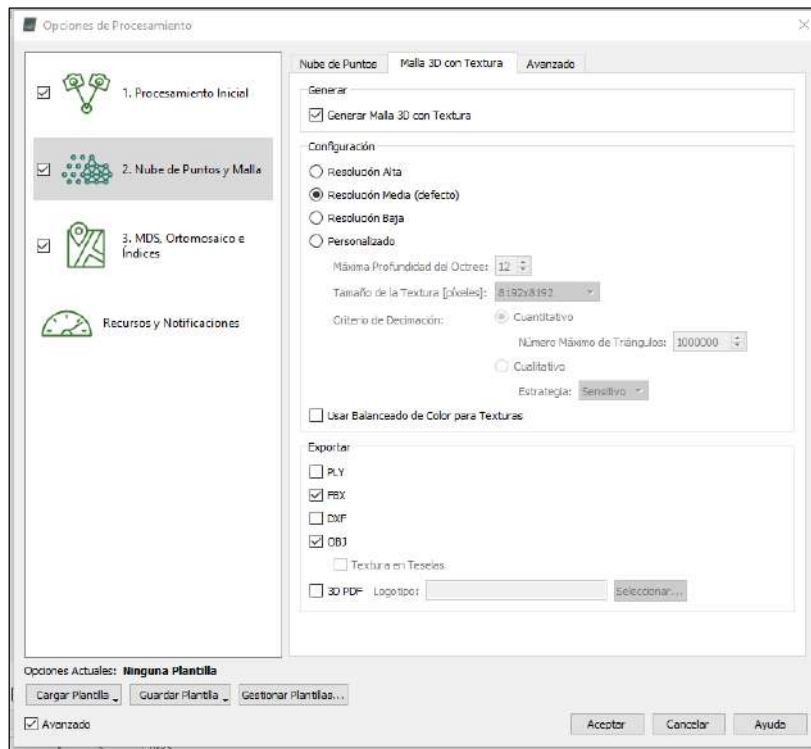 Opciones de Procesamiento
1. Procesamiento Inicial
2. Nube de Puntos y Malla
3. MDS, Ortomosaico e
Índices
Recursos y Notificaciones
Nube de Puntos
Malla 3D con Textura
Avanzado
Generar
Generar Malla 3D con Textura
Configuración
Resolución Alta
Resolución Media (defecto)
Resolución Baja
Personalizado
Máxima Profundidad del Octree: 12
Tamaño de la Textura [píxeles]: 8192x8192
Criterio de Decimación: Cuantitativo
Número Máximo de Triángulos: 1000000
Cualitativo
Estrategia: Sensitivo
Usar Balanceado de Color para Texturas
Exportar
PLY
FBX
DXF
OBJ
Textura en Teselas
3D PDF Logotipo: Seleccionar...
Opciones Actuales: Ninguna Plantilla
Cargar Plantilla Guardar Plantilla Gestionar Plantillas...
Avanzado
Aceptar Cancelar Ayuda